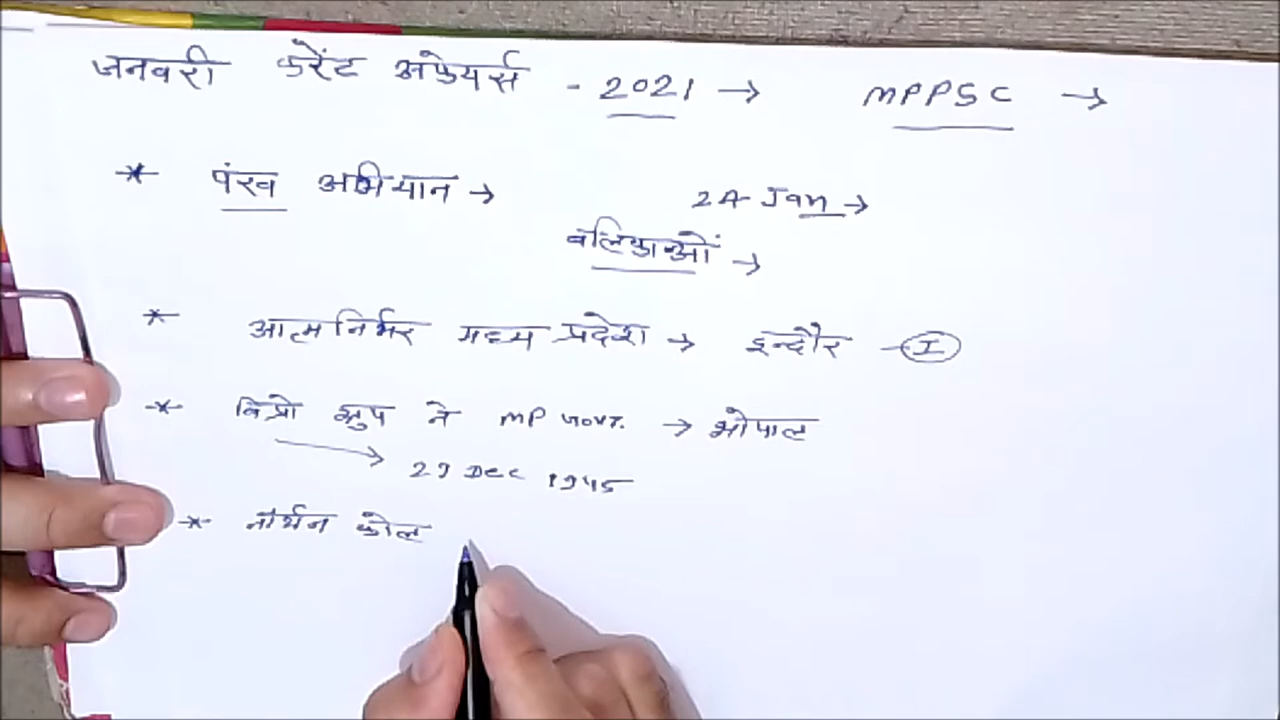 जनवरी करेंट अफेयर्स - 2021 → MPPSC →
* पंख अभियान → 24 Jan →
बलिकाओं →
* आत्मनिर्भर मध्य प्रदेश → इन्दौर - I
* विप्रो ग्रुप ने MP Govt. → भोपाल
→ 29 Dec 1945
* नॉर्थन कोल